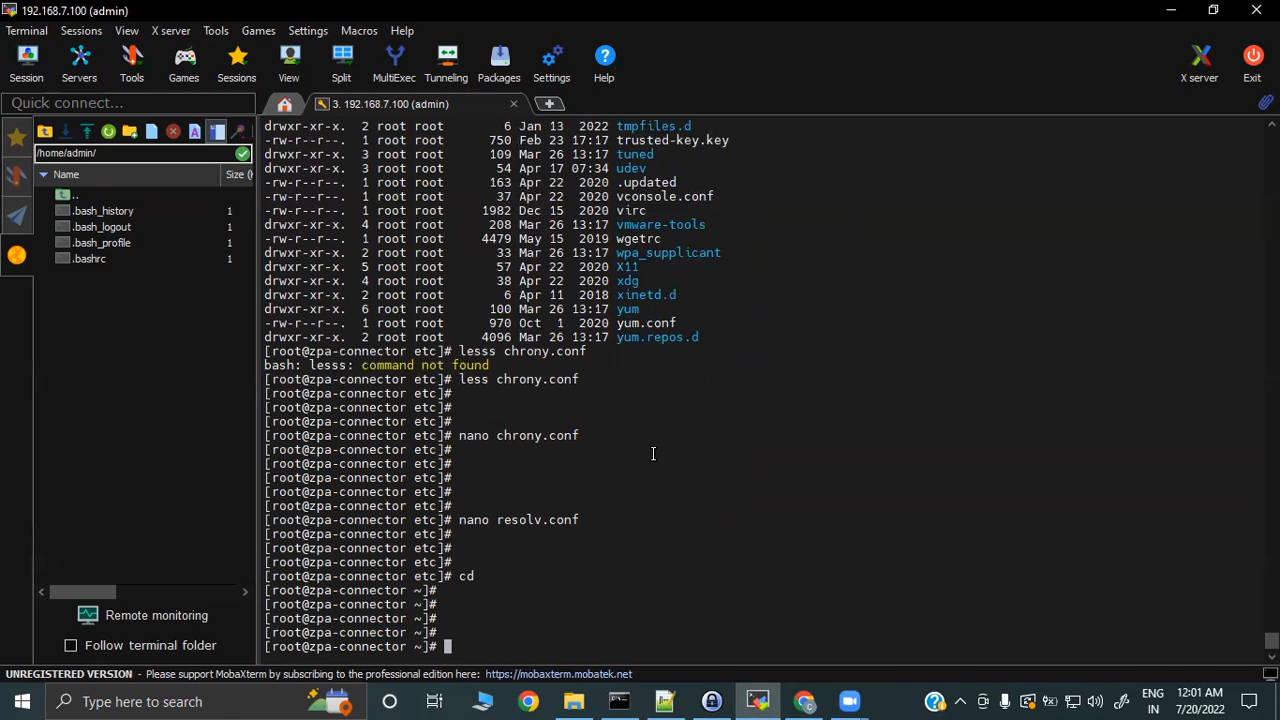 192.168.7.100 (admin)
Terminal Sessions View X server Tools Games Settings Macros Help
Session Servers Tools Games Sessions View Split MultiExec Tunneling Packages Settings Help X server Exit
Quick connect...
3. 192.168.7.100 (admin)
/home/admin/
Name Size (
..
.bash_history 1
.bash_logout 1
.bash_profile 1
.bashrc 1
Remote monitoring
Follow terminal folder
drwxr-xr-x. 2 root root 6 Jan 13 2022 tmpfiles.d
-rw-r--r--. 1 root root 750 Feb 23 17:17 trusted-key.key
drwxr-xr-x. 3 root root 109 Mar 26 13:17 tuned
drwxr-xr-x. 3 root root 54 Apr 17 07:34 udev
-rw-r--r--. 1 root root 163 Apr 22 2020 .updated
-rw-r--r--. 1 root root 37 Apr 22 2020 vconsole.conf
-rw-r--r--. 1 root root 1982 Dec 15 2020 virc
drwxr-xr-x. 4 root root 208 Mar 26 13:17 vmware-tools
-rw-r--r--. 1 root root 4479 May 15 2019 wgetrc
drwxr-xr-x. 2 root root 33 Mar 26 13:17 wpa_supplicant
drwxr-xr-x. 5 root root 57 Apr 22 2020 X11
drwxr-xr-x. 4 root root 38 Apr 22 2020 xdg
drwxr-xr-x. 2 root root 6 Apr 11 2018 xinetd.d
drwxr-xr-x. 6 root root 100 Mar 26 13:17 yum
-rw-r--r--. 1 root root 970 Oct 1 2020 yum.conf
drwxr-xr-x. 2 root root 4096 Mar 26 13:17 yum.repos.d
[root@zpa-connector etc]# lesss chrony.conf
bash: lesss: command not found
[root@zpa-connector etc]# less chrony.conf
[root@zpa-connector etc]#
[root@zpa-connector etc]#
[root@zpa-connector etc]#
[root@zpa-connector etc]# nano chrony.conf
[root@zpa-connector etc]#
[root@zpa-connector etc]#
[root@zpa-connector etc]#
[root@zpa-connector etc]#
[root@zpa-connector etc]#
[root@zpa-connector etc]# nano resolv.conf
[root@zpa-connector etc]#
[root@zpa-connector etc]#
[root@zpa-connector etc]#
[root@zpa-connector etc]# cd
[root@zpa-connector ~]#
[root@zpa-connector ~]#
[root@zpa-connector ~]#
[root@zpa-connector ~]#
[root@zpa-connector ~]#
UNREGISTERED VERSION - Please support MobaXterm by subscribing to the professional edition here: https://mobaxterm.mobatek.net
Type here to search
ENG
IN
12:01 AM
7/20/2022